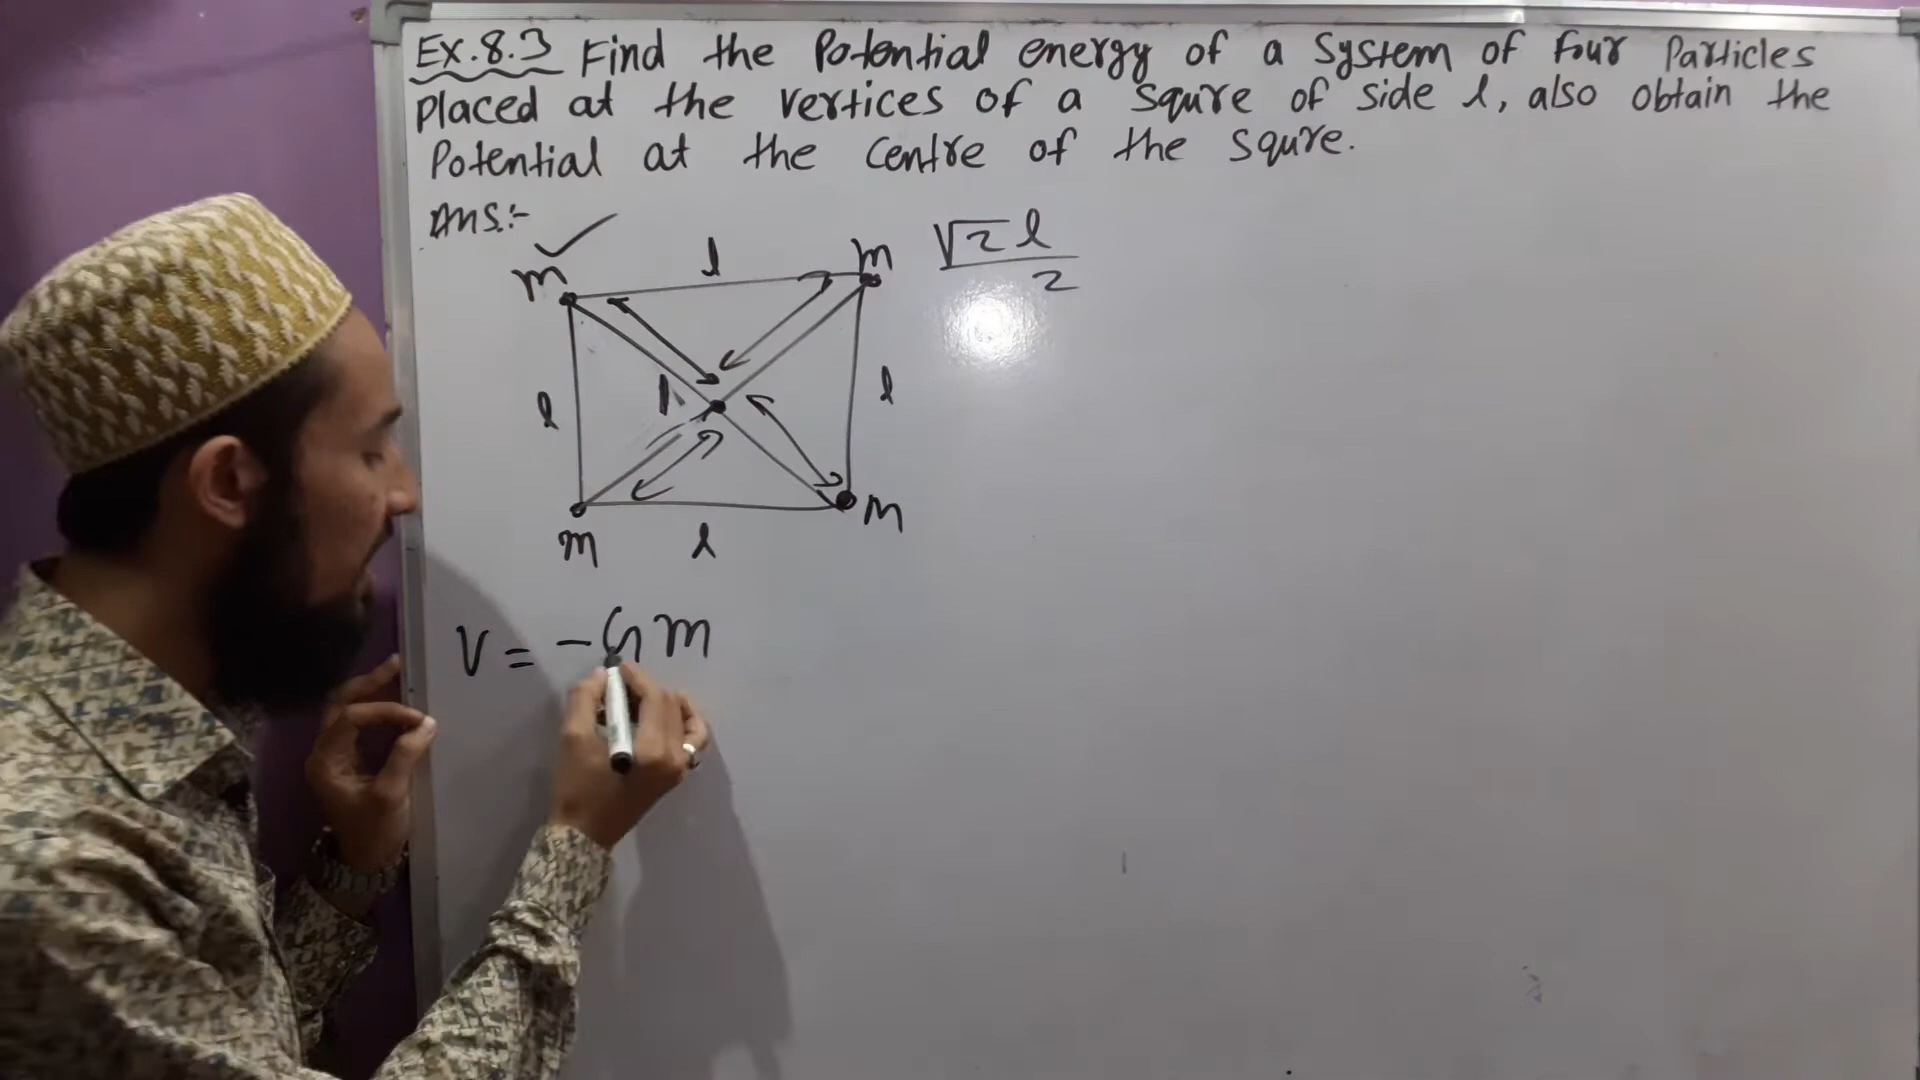 Ex.8.3 Find the Potential energy of a System of Four Particles
Placed at the vertices of a Squre of side l, also obtain the
Potential at the Centre of the Squre.
Ans:-
l
m
m
√2 l
2
l
l
l
m
l
m
V = -Gm